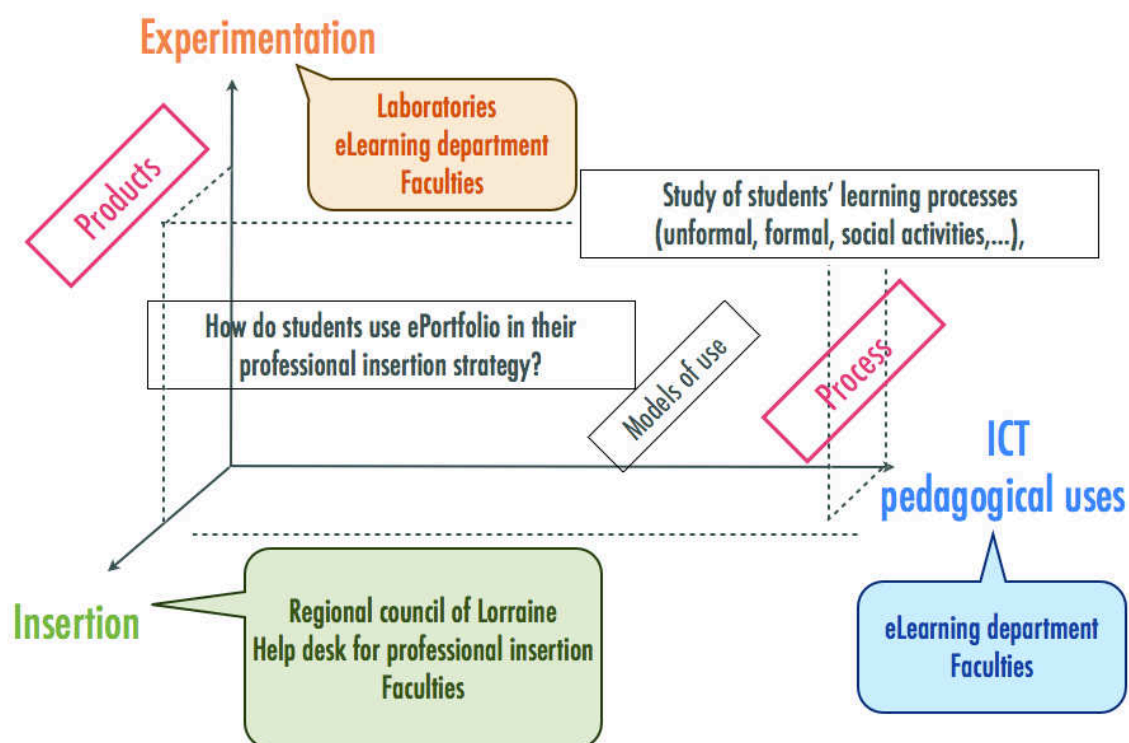 Experimentation
Laboratories
eLearning department
Faculties
Products
Study of students' learning processes
(unformal, formal, social activities,...),
How do students use ePortfolio in their
professional insertion strategy?
Models of use
Process
ICT
pedagogical uses
Insertion
Regional council of Lorraine
Help desk for professional insertion
Faculties
eLearning department
Faculties